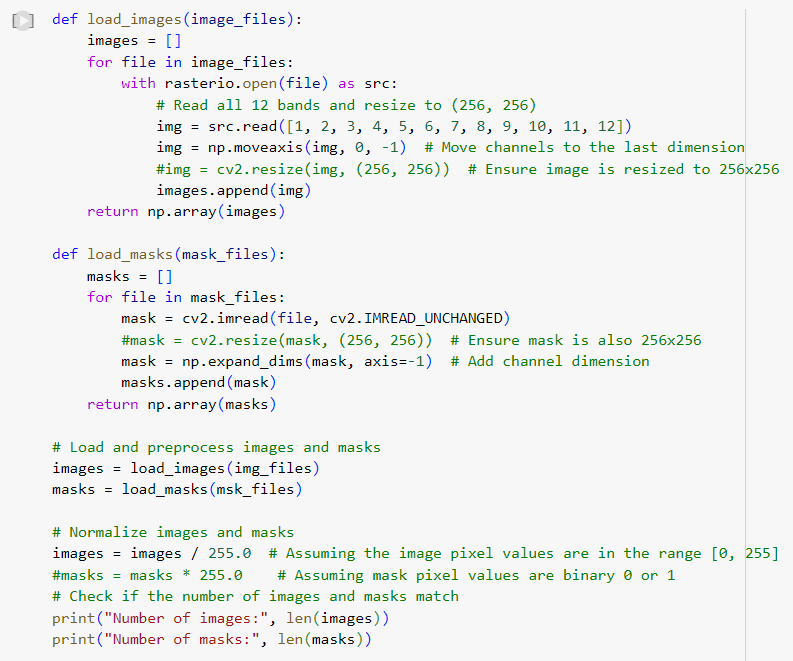 def load_images(image_files):
    images = []
    for file in image_files:
        with rasterio.open(file) as src:
            # Read all 12 bands and resize to (256, 256)
            img = src.read([1, 2, 3, 4, 5, 6, 7, 8, 9, 10, 11, 12])
            img = np.moveaxis(img, 0, -1)  # Move channels to the last dimension
            #img = cv2.resize(img, (256, 256))  # Ensure image is resized to 256x256
            images.append(img)
    return np.array(images)

def load_masks(mask_files):
    masks = []
    for file in mask_files:
        mask = cv2.imread(file, cv2.IMREAD_UNCHANGED)
        #mask = cv2.resize(mask, (256, 256))  # Ensure mask is also 256x256
        mask = np.expand_dims(mask, axis=-1)  # Add channel dimension
        masks.append(mask)
    return np.array(masks)

# Load and preprocess images and masks
images = load_images(img_files)
masks = load_masks(msk_files)

# Normalize images and masks
images = images / 255.0  # Assuming the image pixel values are in the range [0, 255]
#masks = masks * 255.0    # Assuming mask pixel values are binary 0 or 1
# Check if the number of images and masks match
print("Number of images:", len(images))
print("Number of masks:", len(masks))